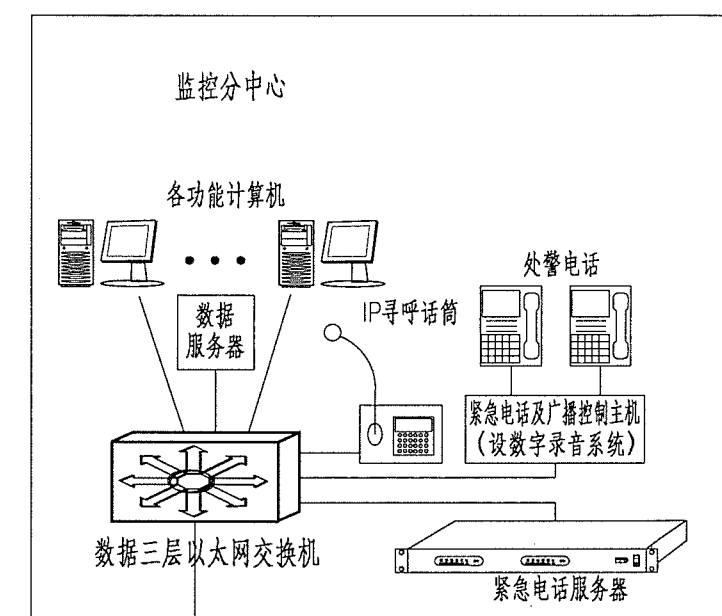 监控分中心
各功能计算机
处警电话
数据
服务器
IP寻呼话筒
紧急电话及广播控制主机
(设数字录音系统)
数据三层以太网交换机
紧急电话服务器